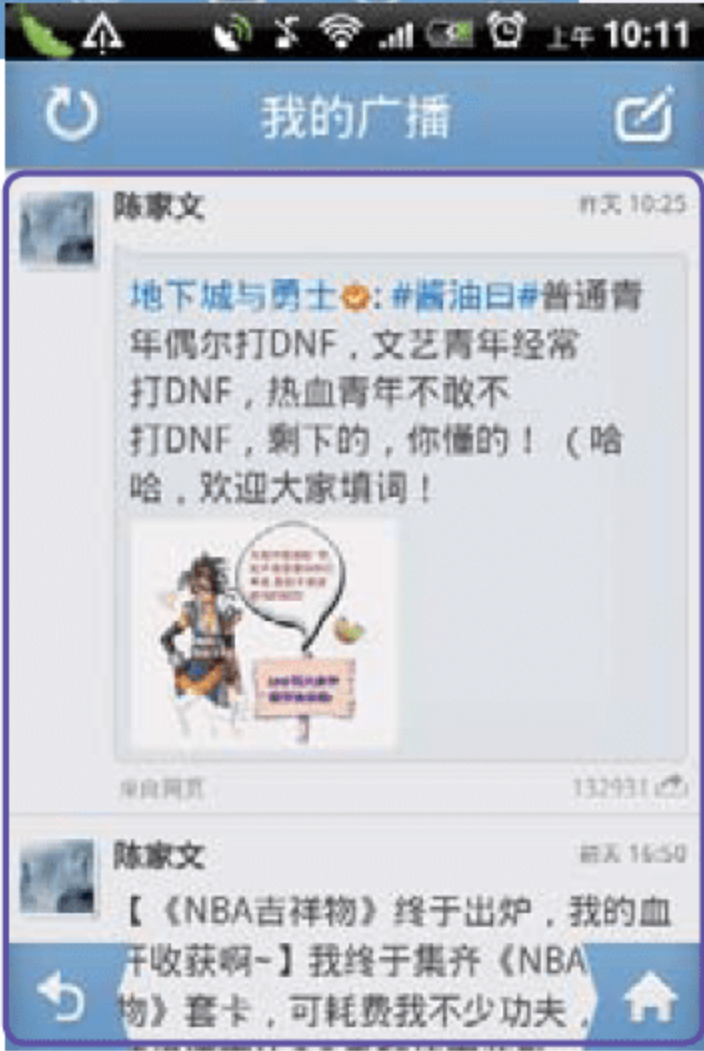 上午 10:11
我的广播
陈家文
昨天 10:25
地下城与勇士: #酱油曰#普通青
年偶尔打DNF，文艺青年经常
打DNF，热血青年不敢不
打DNF，剩下的，你懂的！（哈
哈，欢迎大家填词！
来自网页
132931
陈家文
前天 16:50
【《NBA吉祥物》终于出炉，我的血
汗收获啊~】我终于集齐《NBA
物》套卡，可耗费我不少功夫，